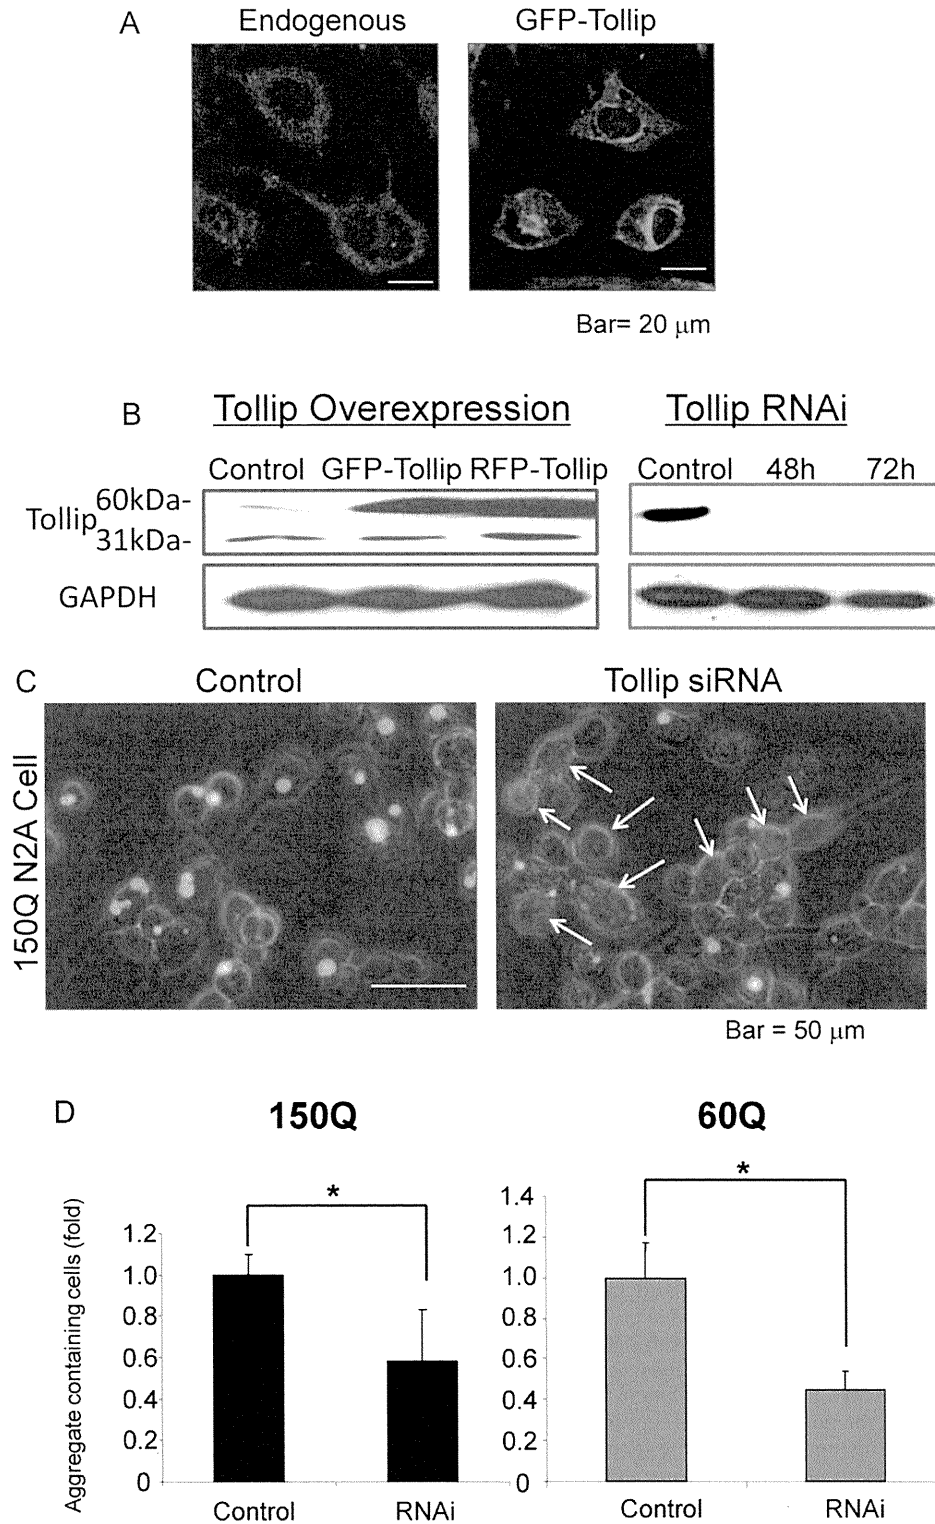 A
Endogenous GFP-Tollip
Bar= 20 µm
B
Tollip Overexpression Tollip RNAi
Control GFP-Tollip RFP-Tollip Control 48h 72h
60kDa-
Tollip
31kDa-
GAPDH
C
Control Tollip siRNA
150Q N2A Cell
Bar = 50 µm
D
150Q 60Q
Aggregate containing cells (fold)
* *
1.2
1.0
0.8
0.6
0.4
0.2
0
Control RNAi
1.4
1.2
1.0
0.8
0.6
0.4
0.2
0
Control RNAi